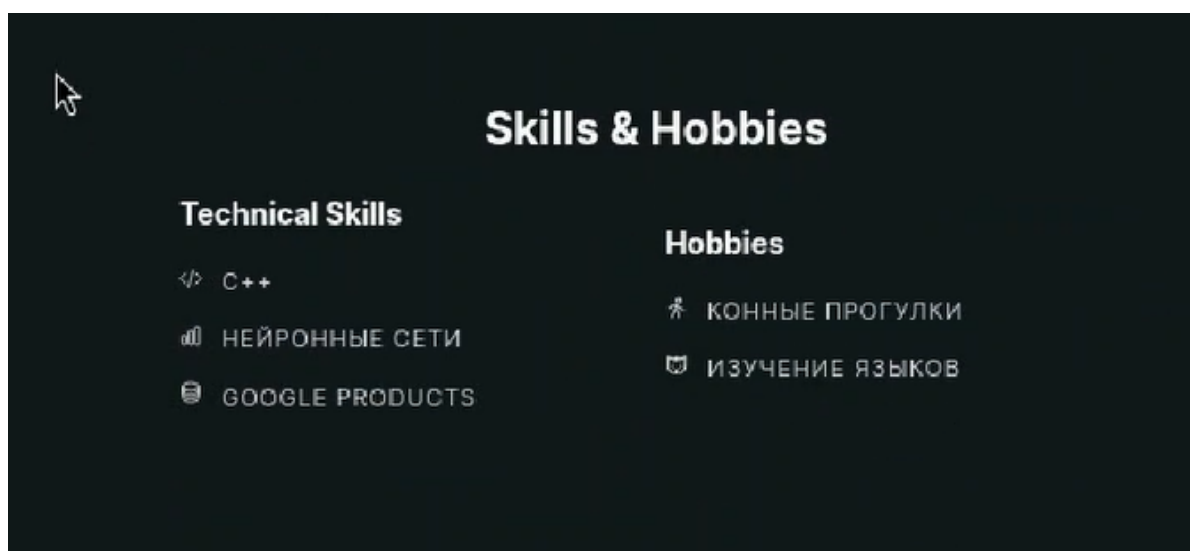 Skills & Hobbies
Technical Skills
C++
НЕЙРОННЫЕ СЕТИ
GOOGLE PRODUCTS
Hobbies
КОННЫЕ ПРОГУЛКИ
ИЗУЧЕНИЕ ЯЗЫКОВ